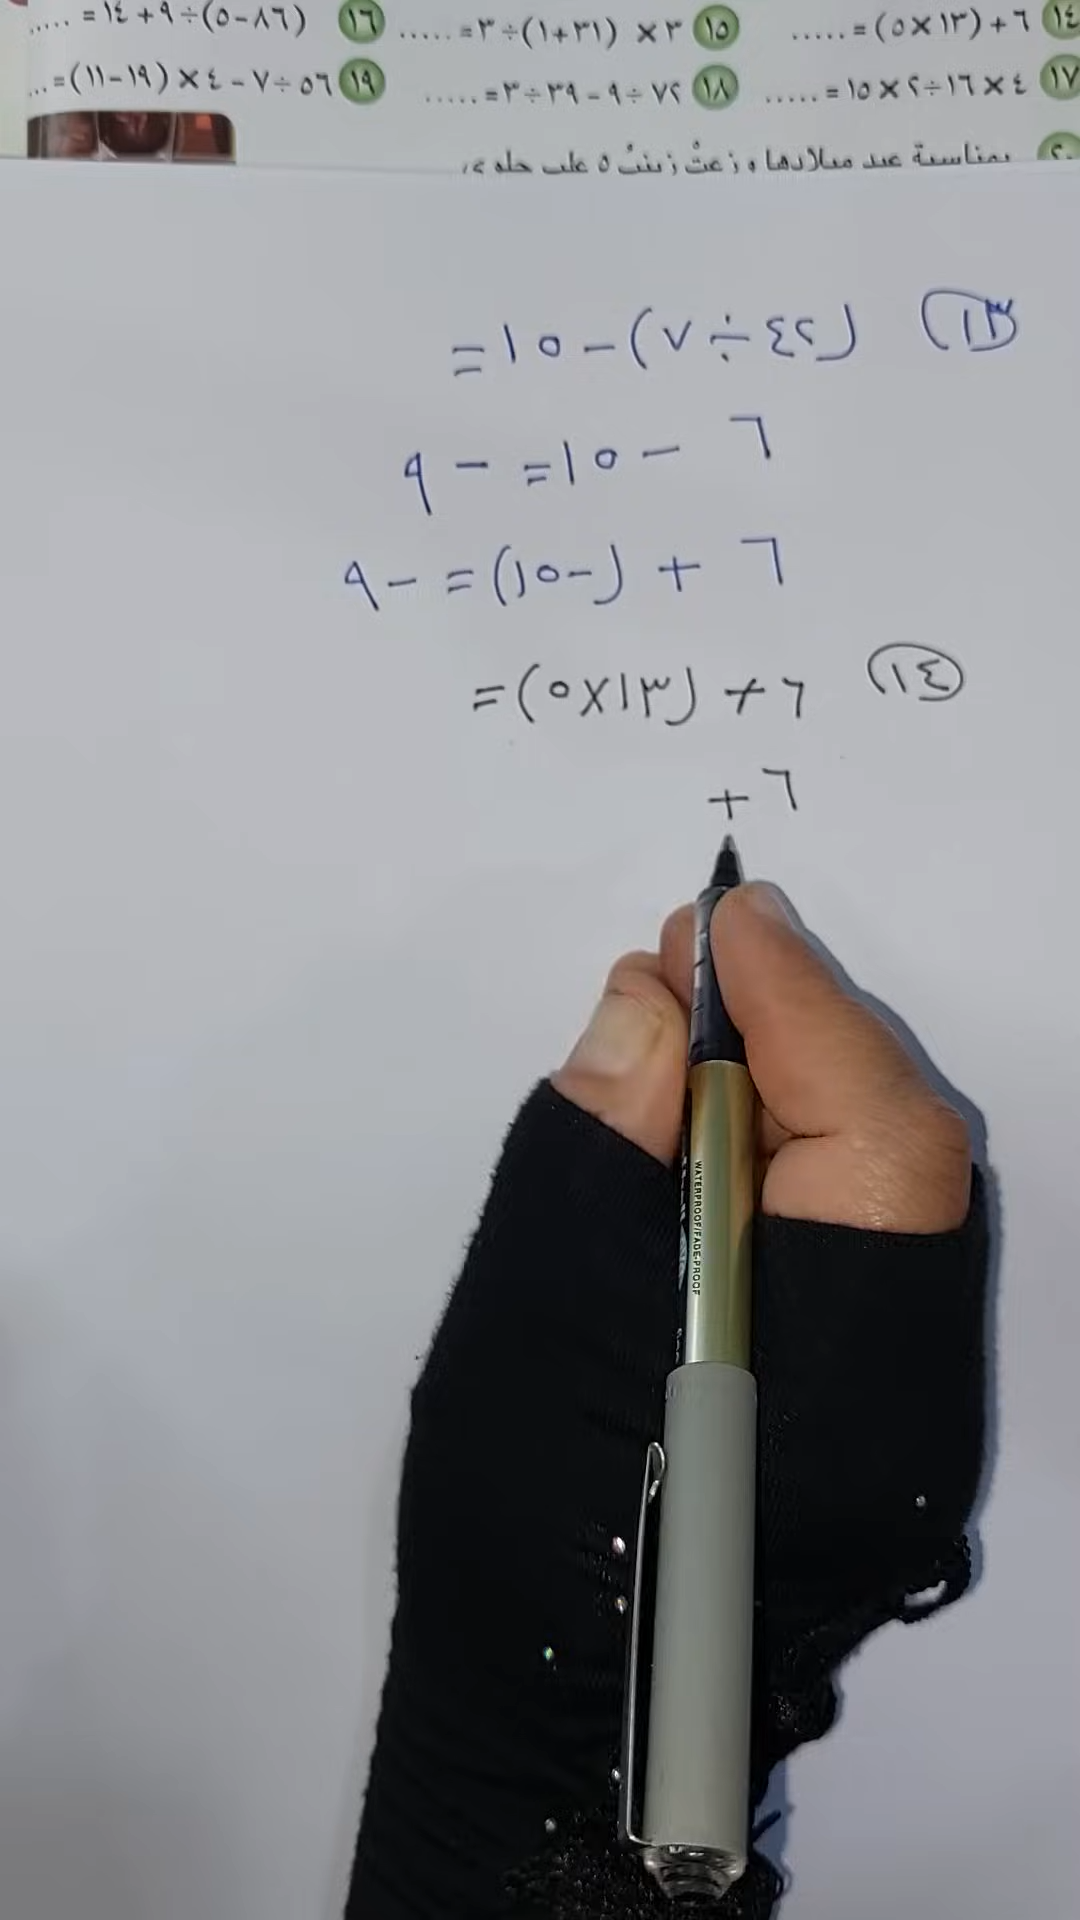 ١٤ ٦ + (١٣ × ٥) = ..... ١٥ ٣ × (٣١+١) ÷ ٣ = ..... ١٦ (٨٦-٥) ÷ ٩ + ١٤ = .....
١٧ ٤ × ١٦ ÷ ٢ × ١٥ = ..... ١٨ ٧٢ ÷ ٩ - ٣٩ ÷ ٣ = ..... ١٩ ٥٦ ÷ ٧ - ٤ × (١٩-١١) = ...
بمناسبة عيد ميلادها وزعتْ زينبُ ٥ علب حلوى،
١٣ (٤٢ ÷ ٧) - ١٥ =
٦ - ١٥ = - ٩
٦ + (-١٥) = - ٩
١٤ ٦ + (١٣×٥) =
٦ +
WATERPROOF/FADE-PROOF